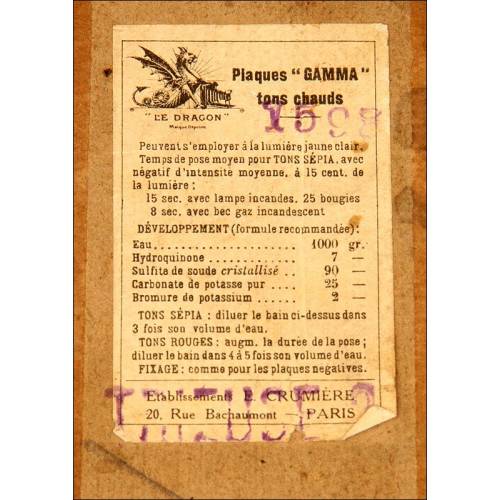 Plaques "GAMMA"
tons chauds
"LE DRAGON"
Marque Déposée
1598
Peuvent s'employer à la lumière jaune clair.
Temps de pose moyen pour TONS SÉPIA, avec
négatif d'intensité moyenne, à 15 cent. de
la lumière :
15 sec. avec lampe incandes. 25 bougies
8 sec. avec bec gaz incandescent
DÉVELOPPEMENT (formule recommandée) :
Eau.................... 1000 gr.
Hydroquinone .......... 7 —
Sulfite de soude cristallisé .. 90 —
Carbonate de potasse pur .... 25 —
Bromure de potassium ...... 2 —
TONS SÉPIA : diluer le bain ci-dessus dans
3 fois son volume d'eau.
TONS ROUGES : augm. la durée de la pose ;
diluer le bain dans 4 à 5 fois son volume d'eau.
FIXAGE : comme pour les plaques négatives.
Etablissements E. CRUMIÈRE
20, Rue Bachaumont — PARIS